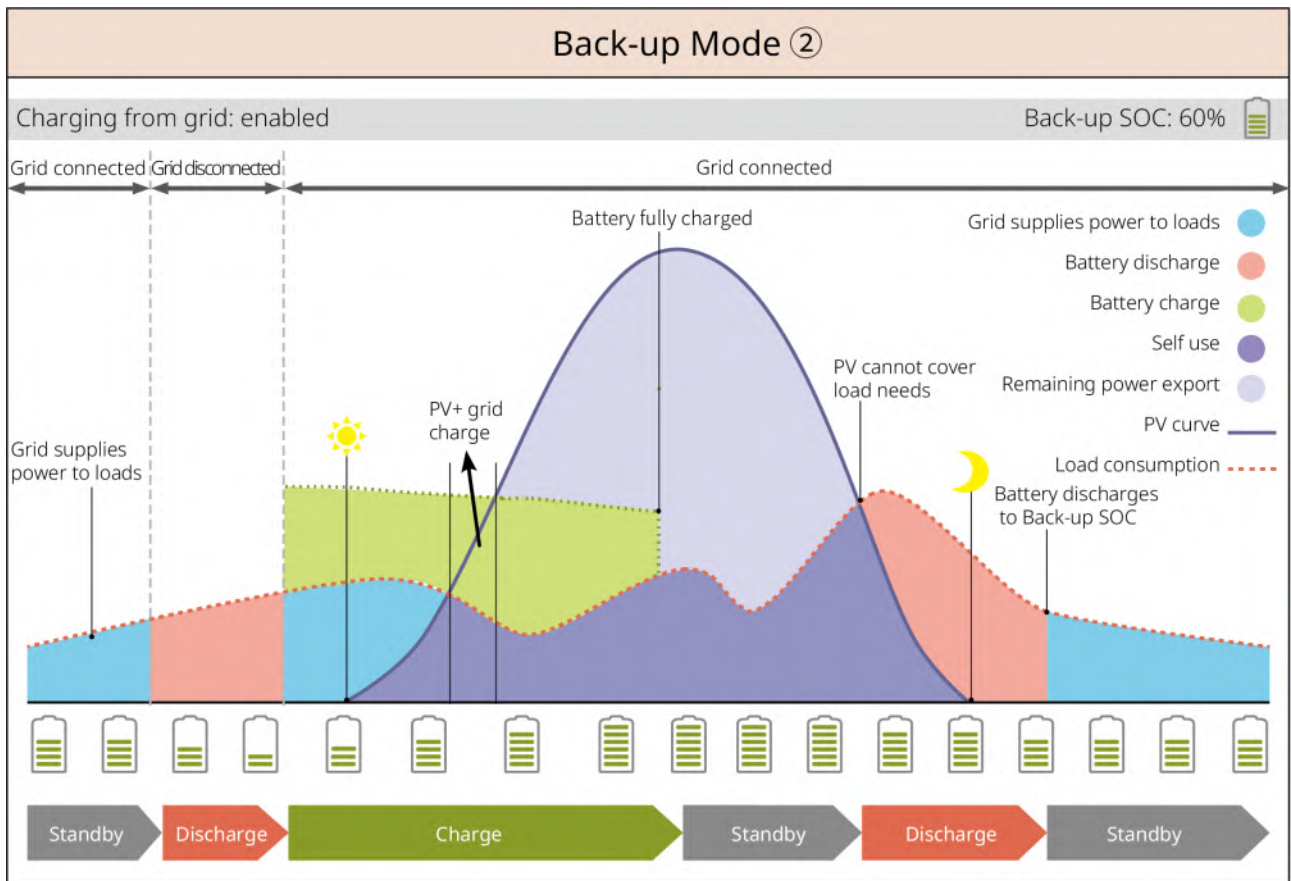 Back-up Mode ②
Charging from grid: enabled
Back-up SOC: 60%
Grid connected
Grid disconnected
Grid connected
Battery fully charged
Grid supplies power to loads
Battery discharge
Battery charge
Self use
Remaining power export
PV curve
Load consumption
PV cannot cover
load needs
PV+ grid
charge
Grid supplies
power to loads
Battery discharges
to Back-up SOC
Standby
Discharge
Charge
Standby
Discharge
Standby